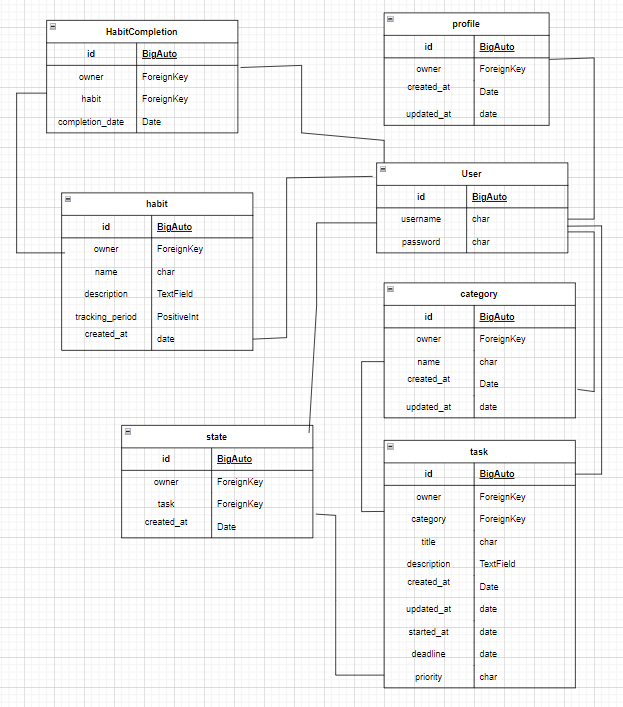 HabitCompletion
id BigAuto
owner ForeignKey
habit ForeignKey
completion_date Date
profile
id BigAuto
owner ForeignKey
created_at Date
updated_at date
User
id BigAuto
username char
password char
habit
id BigAuto
owner ForeignKey
name char
description TextField
tracking_period PositiveInt
created_at date
category
id BigAuto
owner ForeignKey
name char
created_at Date
updated_at date
state
id BigAuto
owner ForeignKey
task ForeignKey
created_at Date
task
id BigAuto
owner ForeignKey
category ForeignKey
title char
description TextField
created_at Date
updated_at date
started_at date
deadline date
priority char